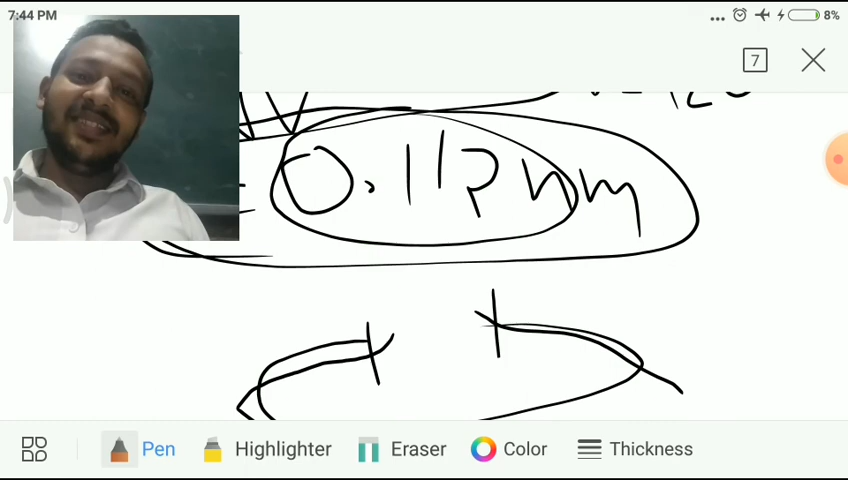 7:44 PM
8%
7
0.112 nm
Pen
Highlighter
Eraser
Color
Thickness